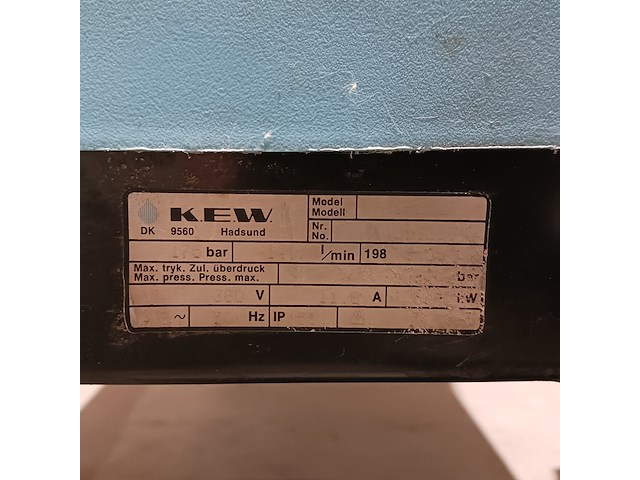 K.E.W. Model
Modell
DK 9560 Hadsund Nr.
No.
bar l/min 198
Max. tryk. Zul. überdruck
Max. press. Press. max. bar
V A kW
~ Hz IP